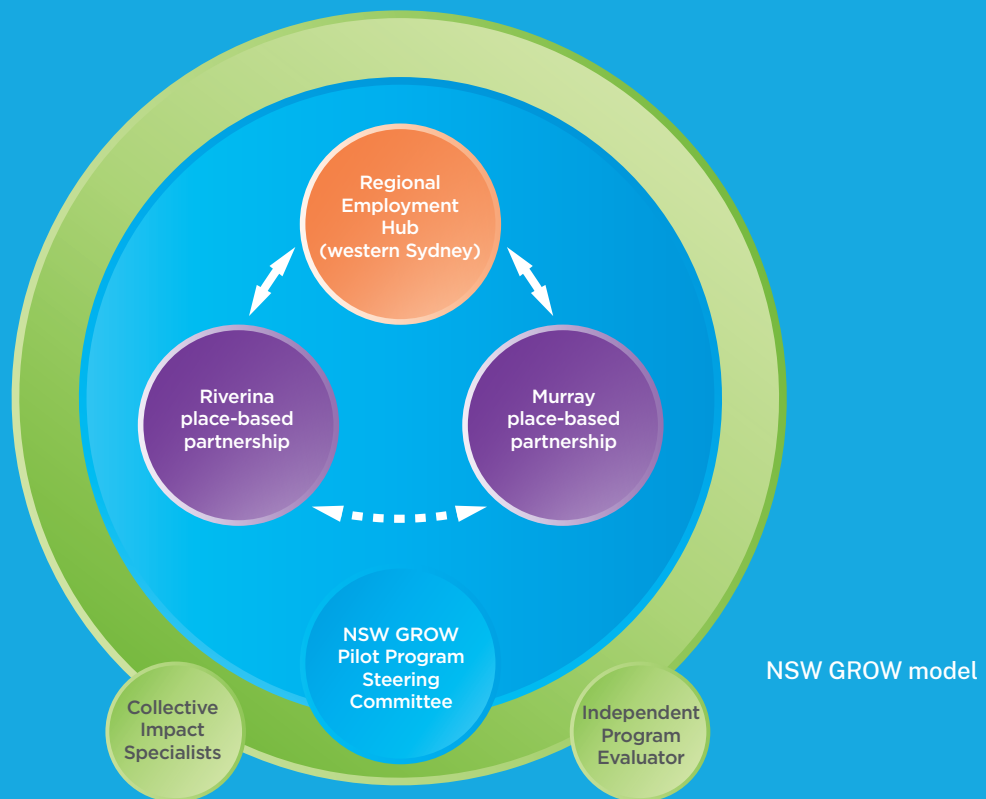 Regional
Employment
Hub
(western Sydney)
Riverina
place-based
partnership
Murray
place-based
partnership
NSW GROW
Pilot Program
Steering
Committee
NSW GROW model
Collective
Impact
Specialists
Independent
Program
Evaluator